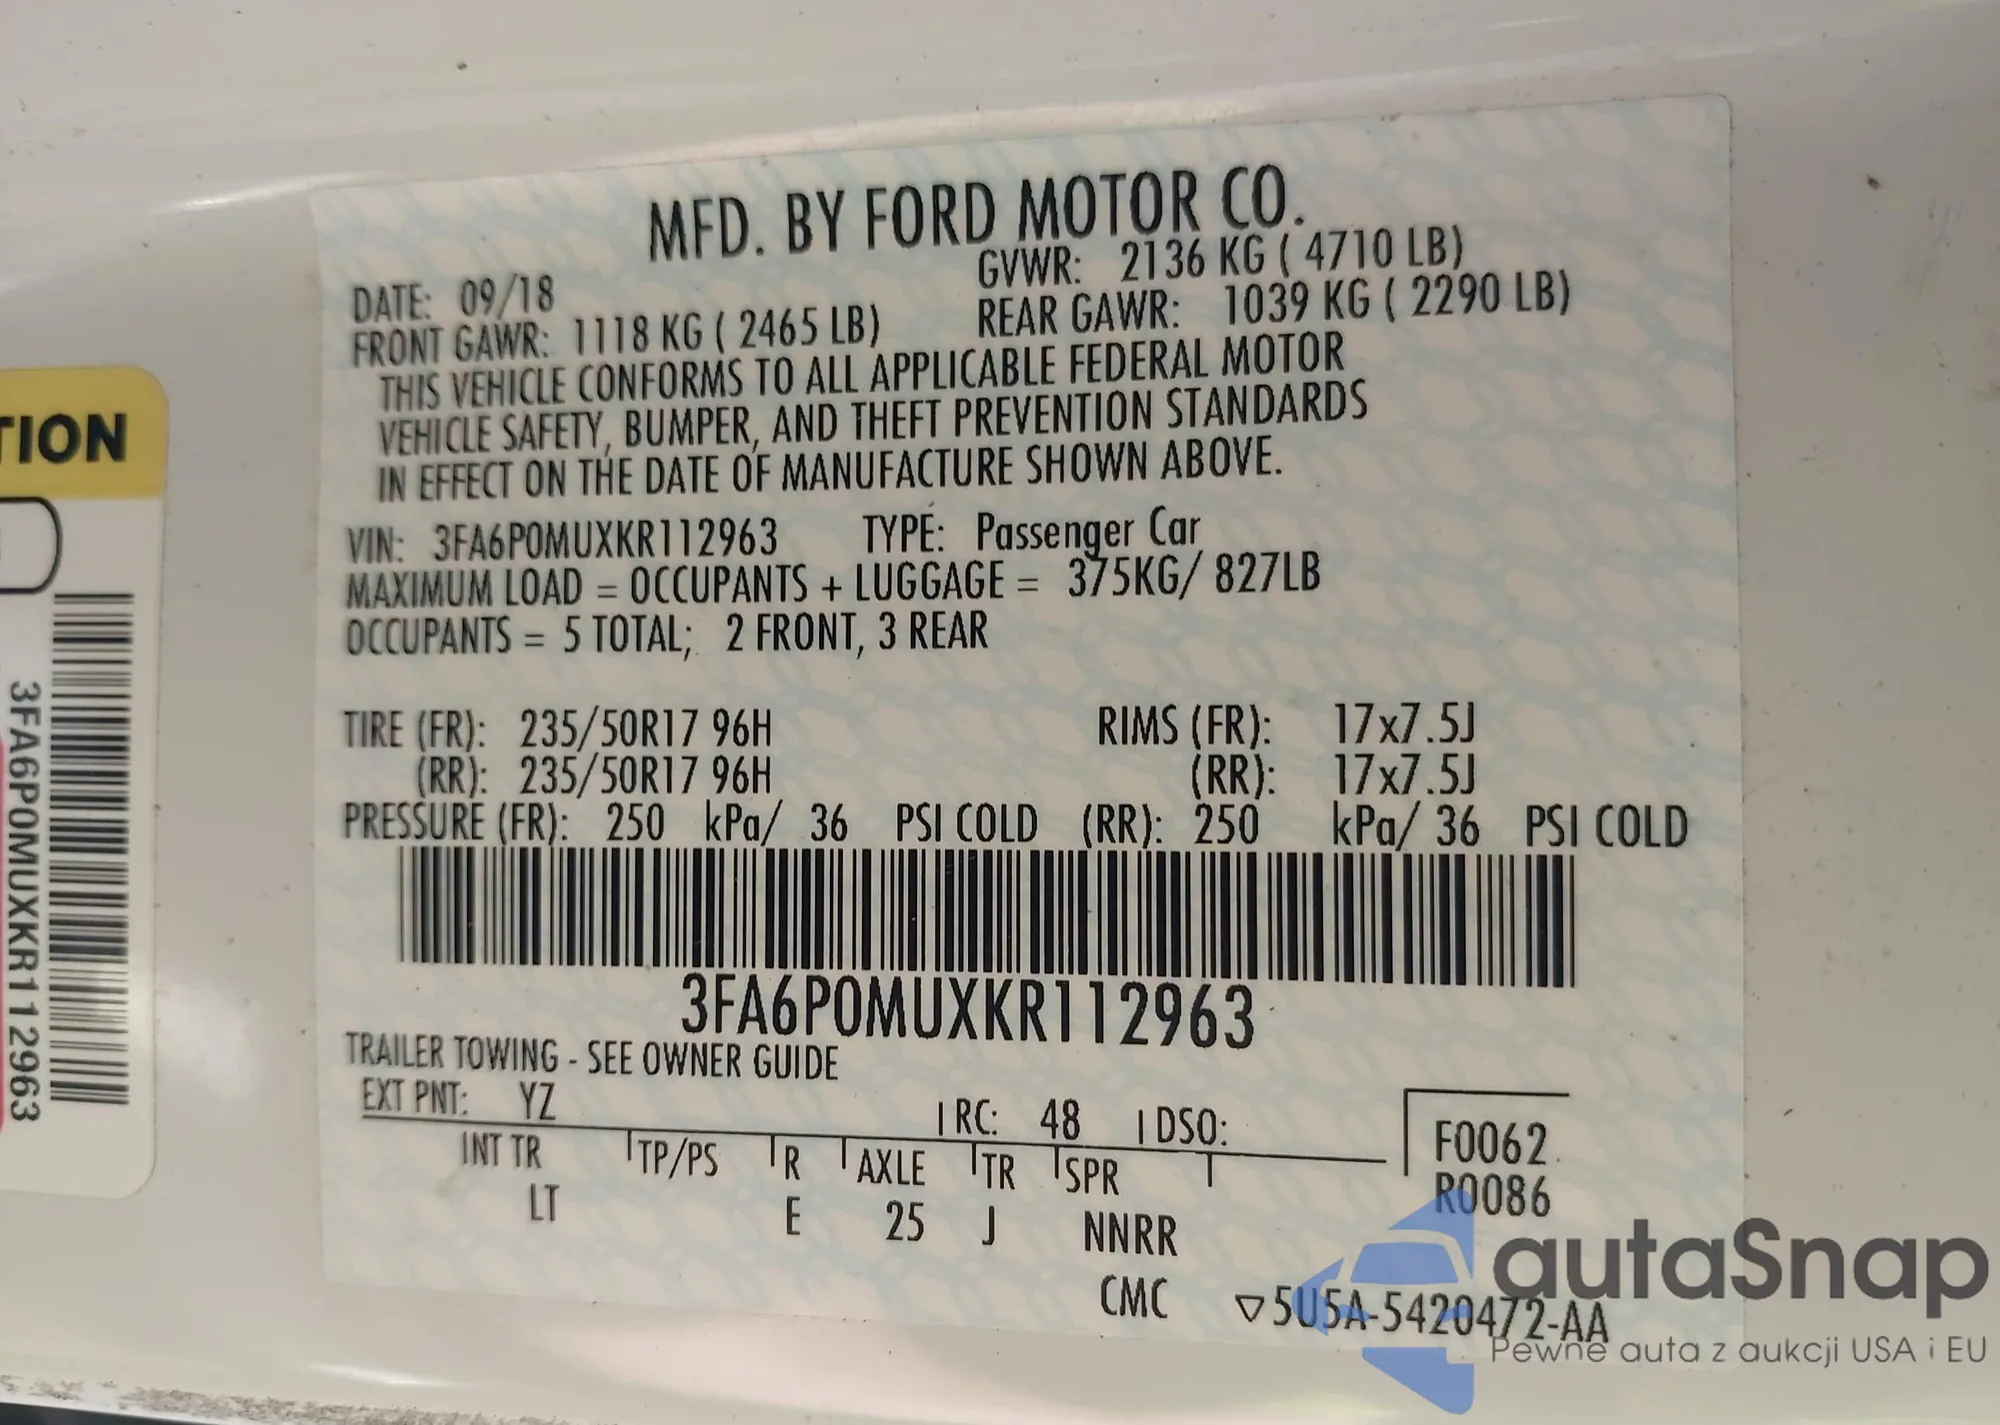 MFD. BY FORD MOTOR CO.
DATE: 09/18 GVWR: 2136 KG ( 4710 LB)
FRONT GAWR: 1118 KG ( 2465 LB) REAR GAWR: 1039 KG ( 2290 LB)
THIS VEHICLE CONFORMS TO ALL APPLICABLE FEDERAL MOTOR
VEHICLE SAFETY, BUMPER, AND THEFT PREVENTION STANDARDS
IN EFFECT ON THE DATE OF MANUFACTURE SHOWN ABOVE.
VIN: 3FA6P0MUXKR112963 TYPE: Passenger Car
MAXIMUM LOAD = OCCUPANTS + LUGGAGE = 375KG/ 827LB
OCCUPANTS = 5 TOTAL; 2 FRONT, 3 REAR
TIRE (FR): 235/50R17 96H RIMS (FR): 17x7.5J
(RR): 235/50R17 96H (RR): 17x7.5J
PRESSURE (FR): 250 kPa/ 36 PSI COLD (RR): 250 kPa/ 36 PSI COLD
3FA6P0MUXKR112963
TRAILER TOWING - SEE OWNER GUIDE
EXT PNT: YZ RC: 48 DSO: F0062
INT TR TP/PS R AXLE TR SPR R0086
LT E 25 J NNRR
CMC ▽5U5A-5420472-AA
TION
3FA6P0MUXKR112963
autaSnap
Pewne auta z aukcji USA i EU